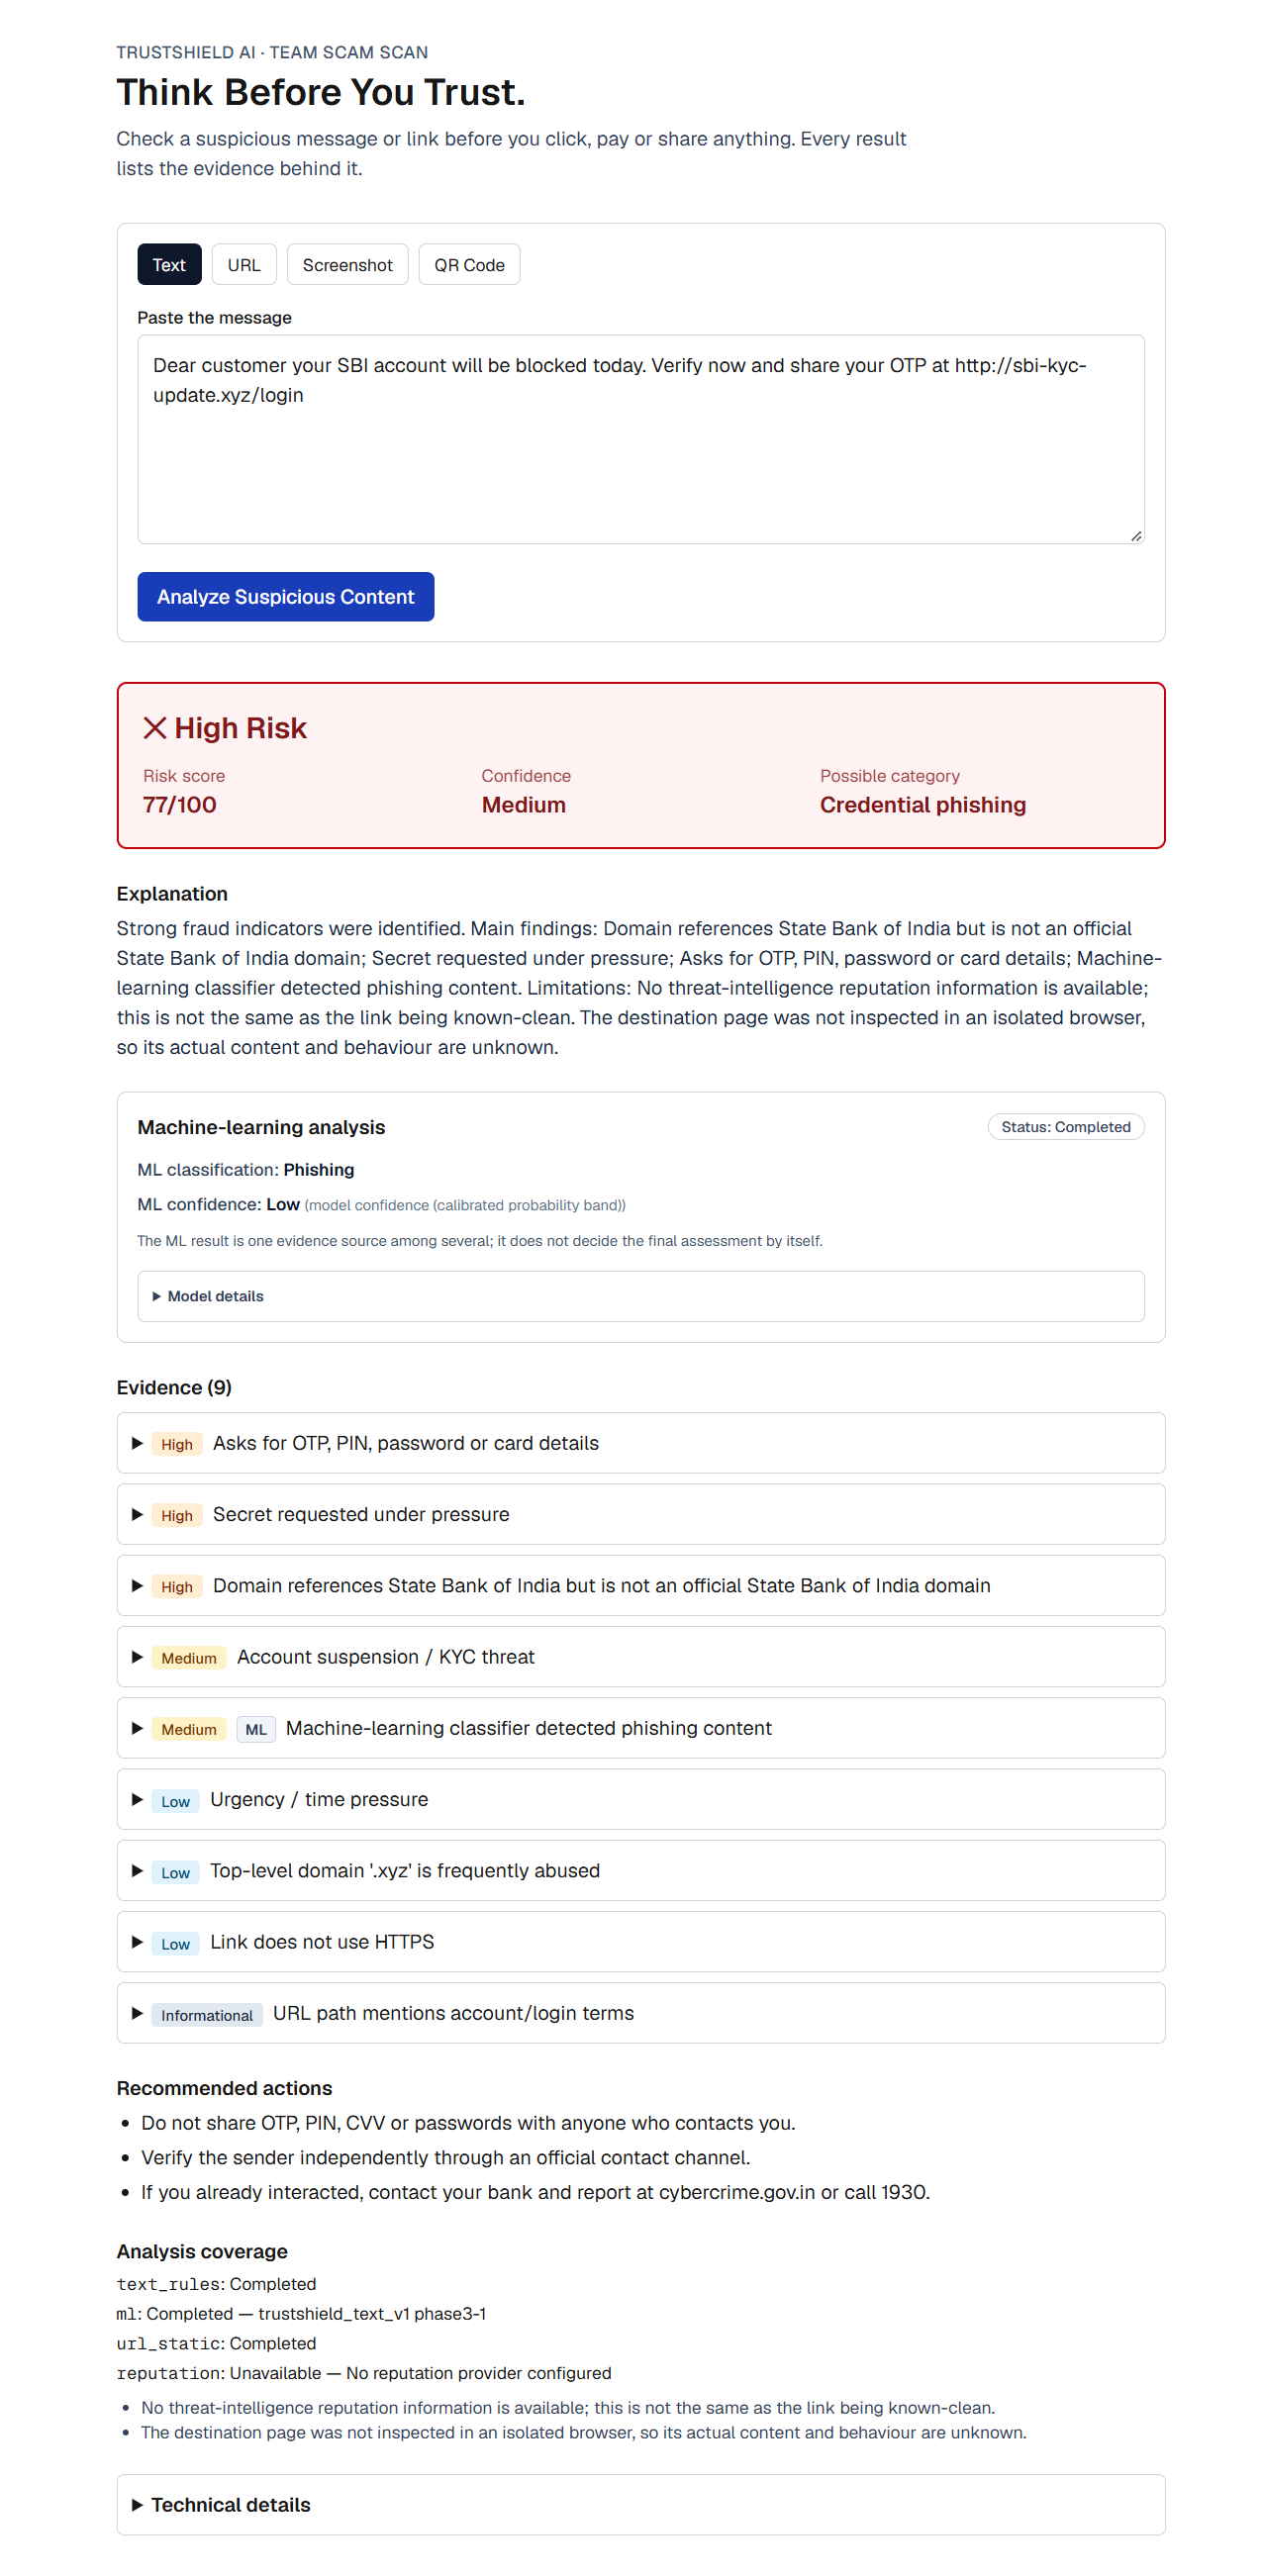 TRUSTSHIELD AI · TEAM SCAM SCAN
Think Before You Trust.
Check a suspicious message or link before you click, pay or share anything. Every result
lists the evidence behind it.
Text
URL
Screenshot
QR Code
Paste the message
Dear customer your SBI account will be blocked today. Verify now and share your OTP at http://sbi-kyc-
update.xyz/login
Analyze Suspicious Content
High Risk
Risk score
Confidence
Possible category
77/100
Medium
Credential phishing
Explanation
Strong fraud indicators were identified. Main findings: Domain references State Bank of India but is not an official
State Bank of India domain; Secret requested under pressure; Asks for OTP, PIN, password or card details; Machine-
learning classifier detected phishing content. Limitations: No threat-intelligence reputation information is available;
this is not the same as the link being known-clean. The destination page was not inspected in an isolated browser,
so its actual content and behaviour are unknown.
Machine-learning analysis
Status: Completed
ML classification: Phishing
ML confidence: Low (model confidence (calibrated probability band))
The ML result is one evidence source among several; it does not decide the final assessment by itself.
Model details
Evidence (9)
High Asks for OTP, PIN, password or card details
High Secret requested under pressure
High Domain references State Bank of India but is not an official State Bank of India domain
Medium Account suspension / KYC threat
Medium ML Machine-learning classifier detected phishing content
Low Urgency / time pressure
Low Top-level domain '.xyz' is frequently abused
Low Link does not use HTTPS
Informational URL path mentions account/login terms
Recommended actions
• Do not share OTP, PIN, CVV or passwords with anyone who contacts you.
• Verify the sender independently through an official contact channel.
• If you already interacted, contact your bank and report at cybercrime.gov.in or call 1930.
Analysis coverage
text_rules: Completed
ml: Completed — trustshield_text_v1 phase3-1
url_static: Completed
reputation: Unavailable — No reputation provider configured
• No threat-intelligence reputation information is available; this is not the same as the link being known-clean.
• The destination page was not inspected in an isolated browser, so its actual content and behaviour are unknown.
Technical details